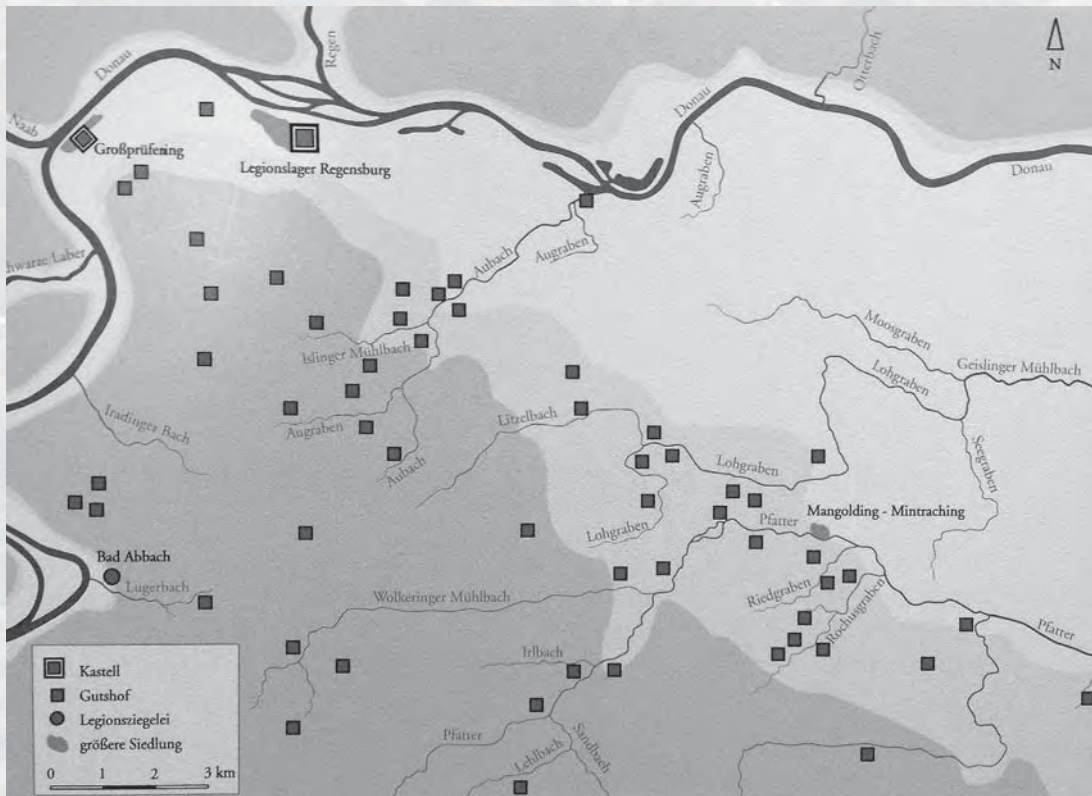 Regen
Donau
Otterbach
N
Naab
Großprüfening
Legionslager Regensburg
Donau
Augraben
Donau
Schwarze Laber
Aubach
Augraben
Islinger Mühlbach
Moosgraben
Geislinger Mühlbach
Lohgraben
Iradinger Bach
Augraben
Aubach
Litzelbach
Seegraben
Lohgraben
Lohgraben
Pfatter
Mangolding - Mintraching
Bad Abbach
Lugerbach
Wolkeringer Mühlbach
Riedgraben
Rochusgraben
Pfatter
Irlbach
Kastell
Gutshof
Legionsziegelei
größere Siedlung
0 1 2 3 km
Pfatter
Lehlbach
Sandbach